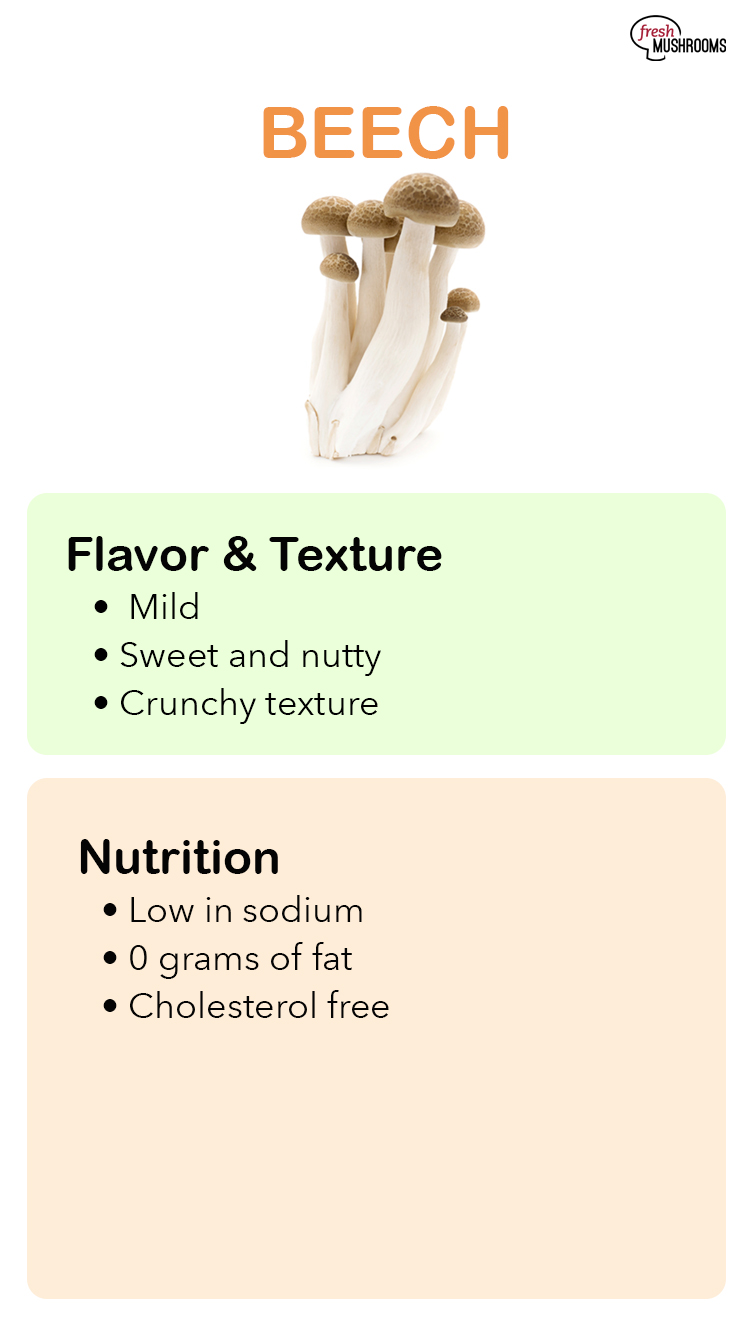 fresh
MUSHROOMS
BEECH
Flavor & Texture
• Mild
• Sweet and nutty
• Crunchy texture
Nutrition
• Low in sodium
• 0 grams of fat
• Cholesterol free